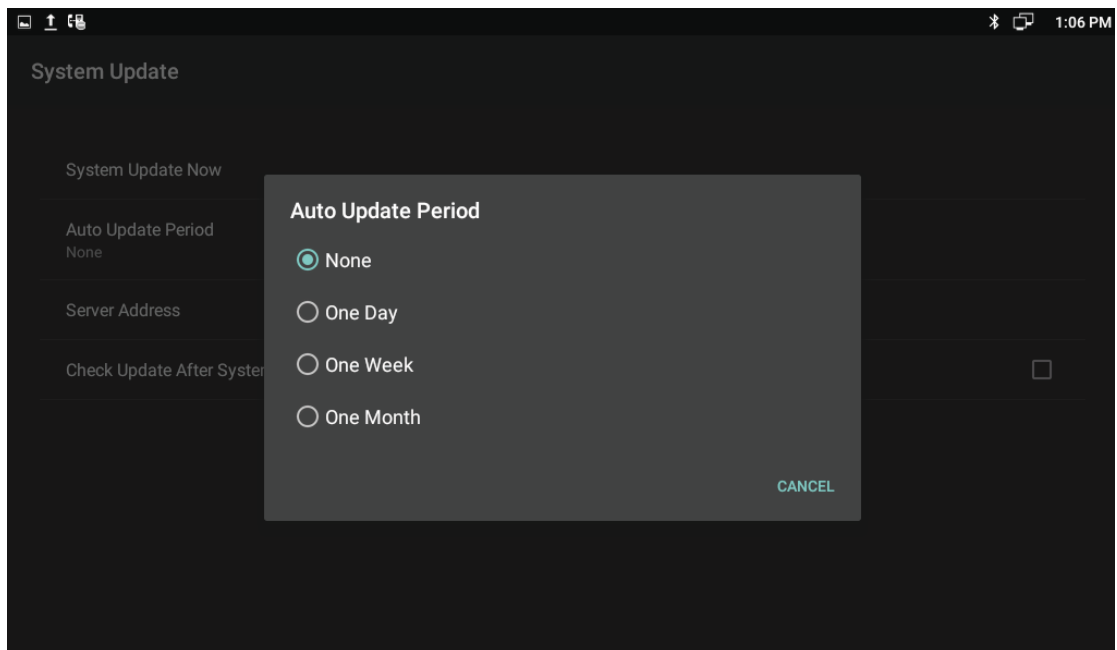 1:06 PM
System Update
System Update Now
Auto Update Period
None
Server Address
Check Update After System
Auto Update Period
None
One Day
One Week
One Month
CANCEL